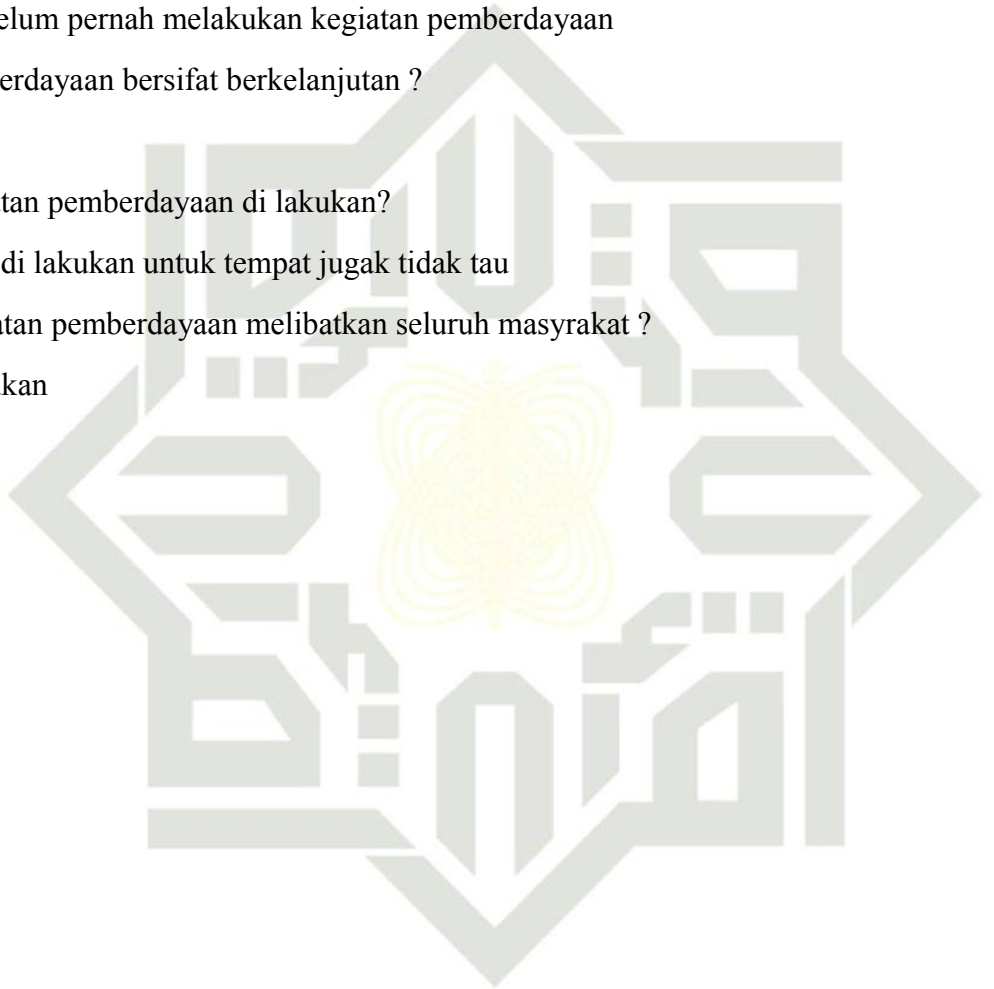 elum pernah melakukan kegiatan pemberdayaan
erdayaan bersifat berkelanjutan ?
tan pemberdayaan di lakukan?
di lakukan untuk tempat jugak tidak tau
atan pemberdayaan melibatkan seluruh masyrakat ?
kan